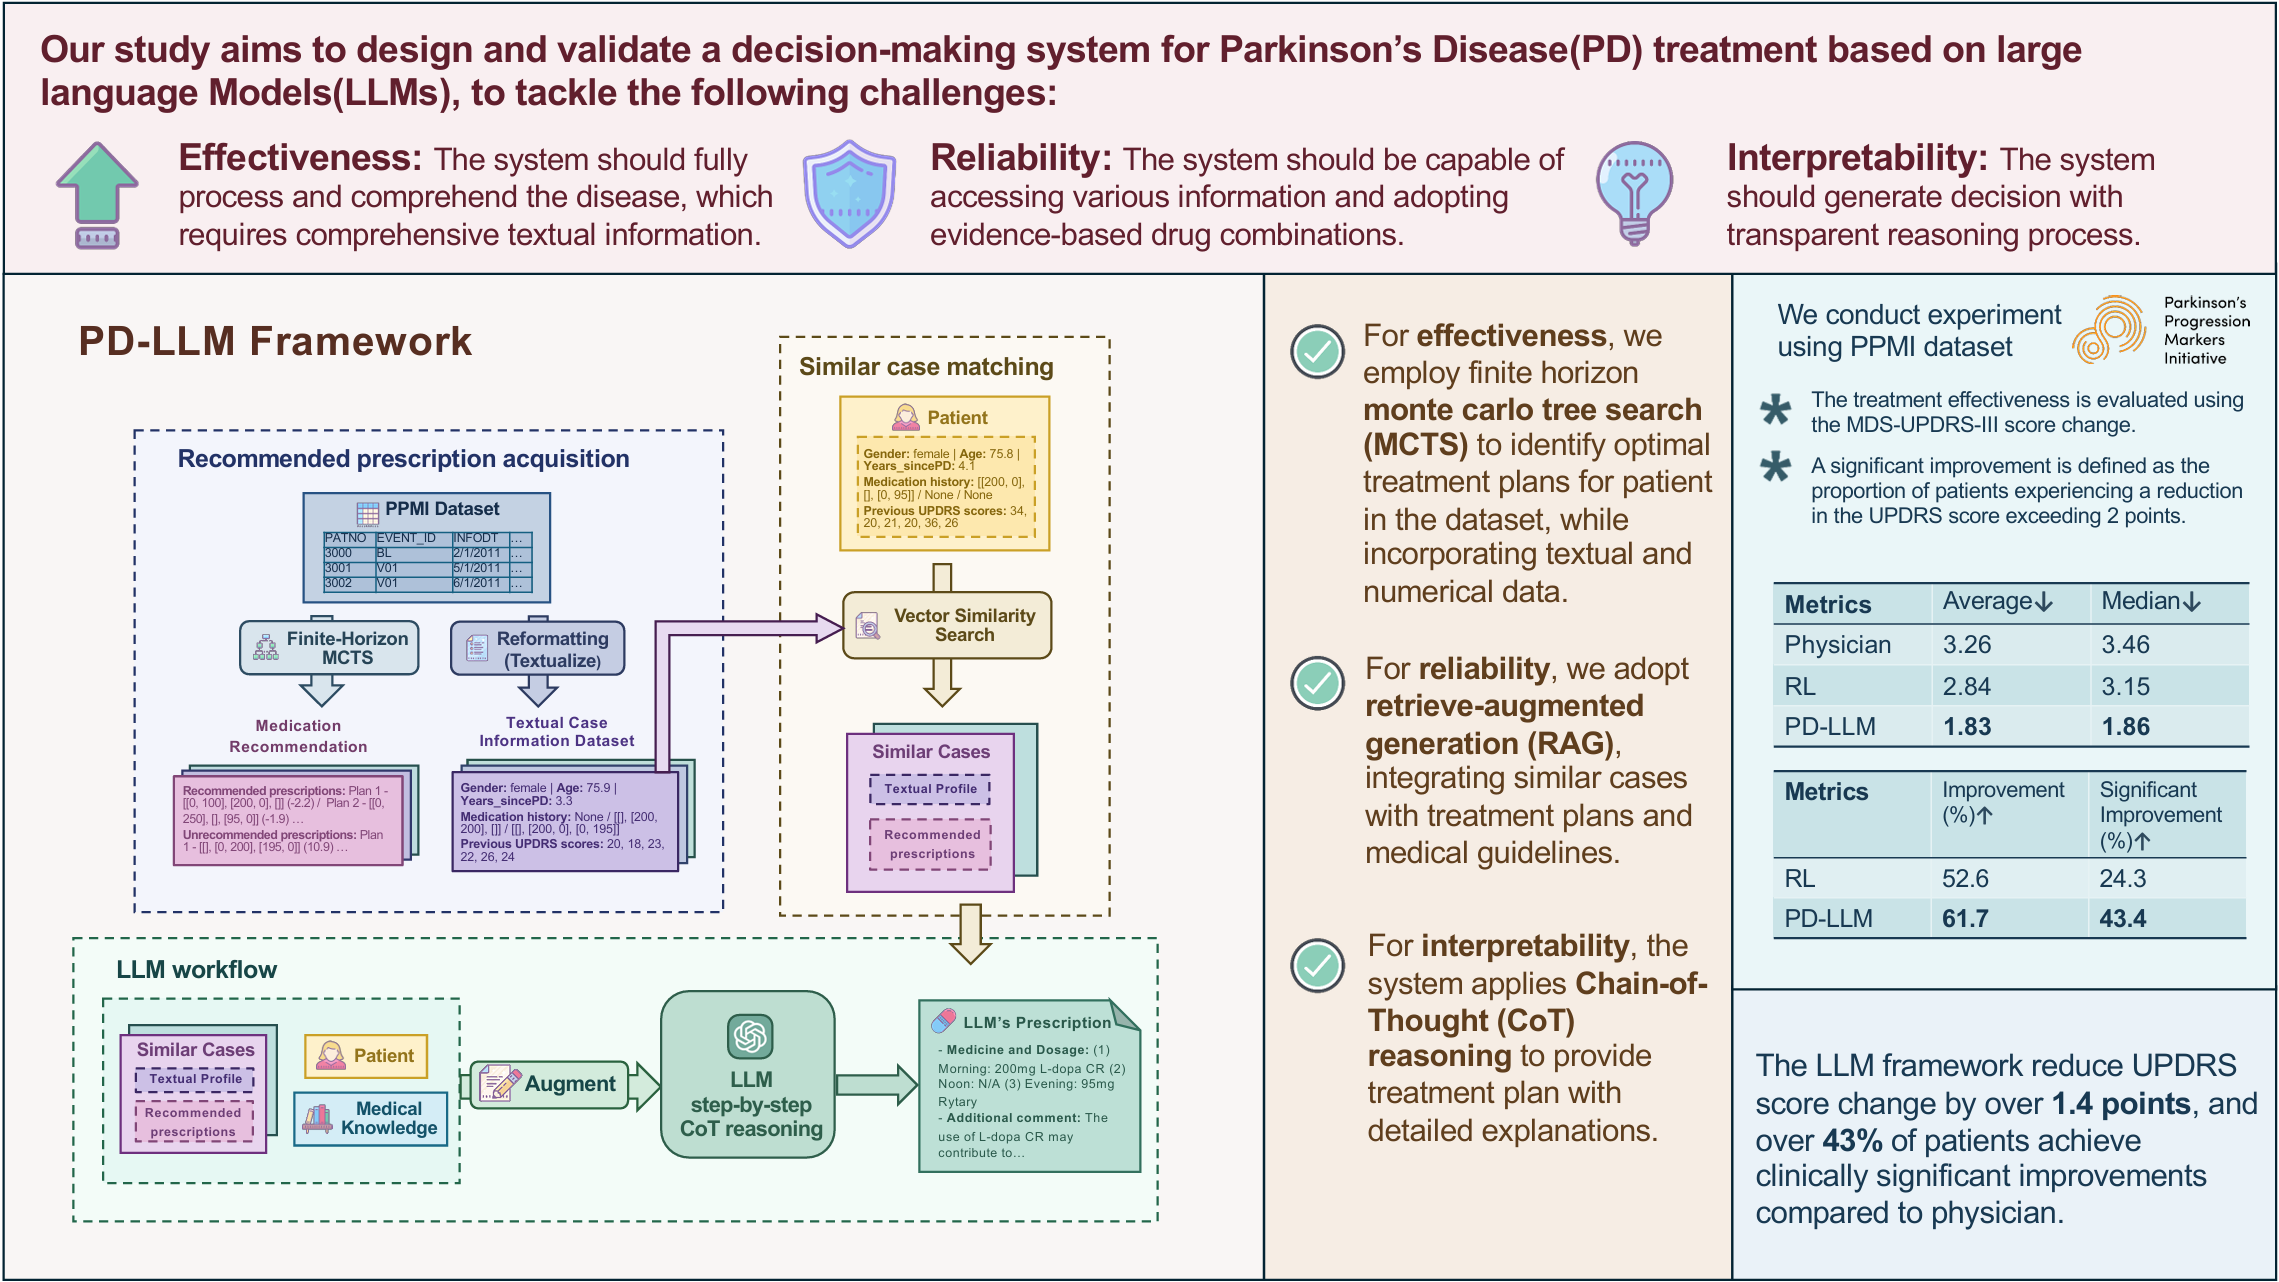 Our study aims to design and validate a decision-making system for Parkinson's Disease(PD) treatment based on large
language Models(LLMs), to tackle the following challenges:
Effectiveness: The system should fully
process and comprehend the disease, which
requires comprehensive textual information.
Reliability: The system should be capable of
accessing various information and adopting
evidence-based drug combinations.
Interpretability: The system
should generate decision with
transparent reasoning process.
PD-LLM Framework
Recommended prescription acquisition
PPMI Dataset
PATNO EVENT_ID INFODT ...
3000 BL 2/1/2011 ...
3001 V01 5/1/2011 ...
3002 V01 6/1/2011 ...
Finite-Horizon
MCTS
Reformatting
(Textualize)
Medication
Recommendation
Textual Case
Information Dataset
Recommended prescriptions: Plan 1 -
[[0, 100], [200, 0], []] (-2.2) / Plan 2 - [[0,
250], [], [95, 0]] (-1.9) ...
Unrecommended prescriptions: Plan
1 - [[], [0, 200], [195, 0]] (10.9) ...
Gender: female | Age: 75.9 |
Years_sincePD: 3.3
Medication history: None / [[], [200,
200], []] / [[], [200, 0], [0, 195]]
Previous UPDRS scores: 20, 18, 23,
22, 26, 24
Similar case matching
Patient
Gender: female | Age: 75.8 |
Years_sincePD: 4.1
Medication history: [[200, 0],
[], [0, 95]] / None / None
Previous UPDRS scores: 34,
20, 21, 20, 36, 26
Vector Similarity
Search
Similar Cases
Textual Profile
Recommended
prescriptions
LLM workflow
Similar Cases
Textual Profile
Recommended
prescriptions
Patient
Medical
Knowledge
Augment
LLM
step-by-step
CoT reasoning
LLM's Prescription
- Medicine and Dosage: (1)
Morning: 200mg L-dopa CR (2)
Noon: N/A (3) Evening: 95mg
Rytary
- Additional comment: The
use of L-dopa CR may
contribute to...
For effectiveness, we
employ finite horizon
monte carlo tree search
(MCTS) to identify optimal
treatment plans for patient
in the dataset, while
incorporating textual and
numerical data.
For reliability, we adopt
retrieve-augmented
generation (RAG),
integrating similar cases
with treatment plans and
medical guidelines.
For interpretability, the
system applies Chain-of-
Thought (CoT)
reasoning to provide
treatment plan with
detailed explanations.
We conduct experiment
using PPMI dataset
Parkinson's
Progression
Markers
Initiative
* The treatment effectiveness is evaluated using
the MDS-UPDRS-III score change.
* A significant improvement is defined as the
proportion of patients experiencing a reduction
in the UPDRS score exceeding 2 points.
Metrics Average↓ Median↓
Physician 3.26 3.46
RL 2.84 3.15
PD-LLM 1.83 1.86
Metrics Improvement (%)↑ Significant Improvement (%)↑
RL 52.6 24.3
PD-LLM 61.7 43.4
The LLM framework reduce UPDRS
score change by over 1.4 points, and
over 43% of patients achieve
clinically significant improvements
compared to physician.